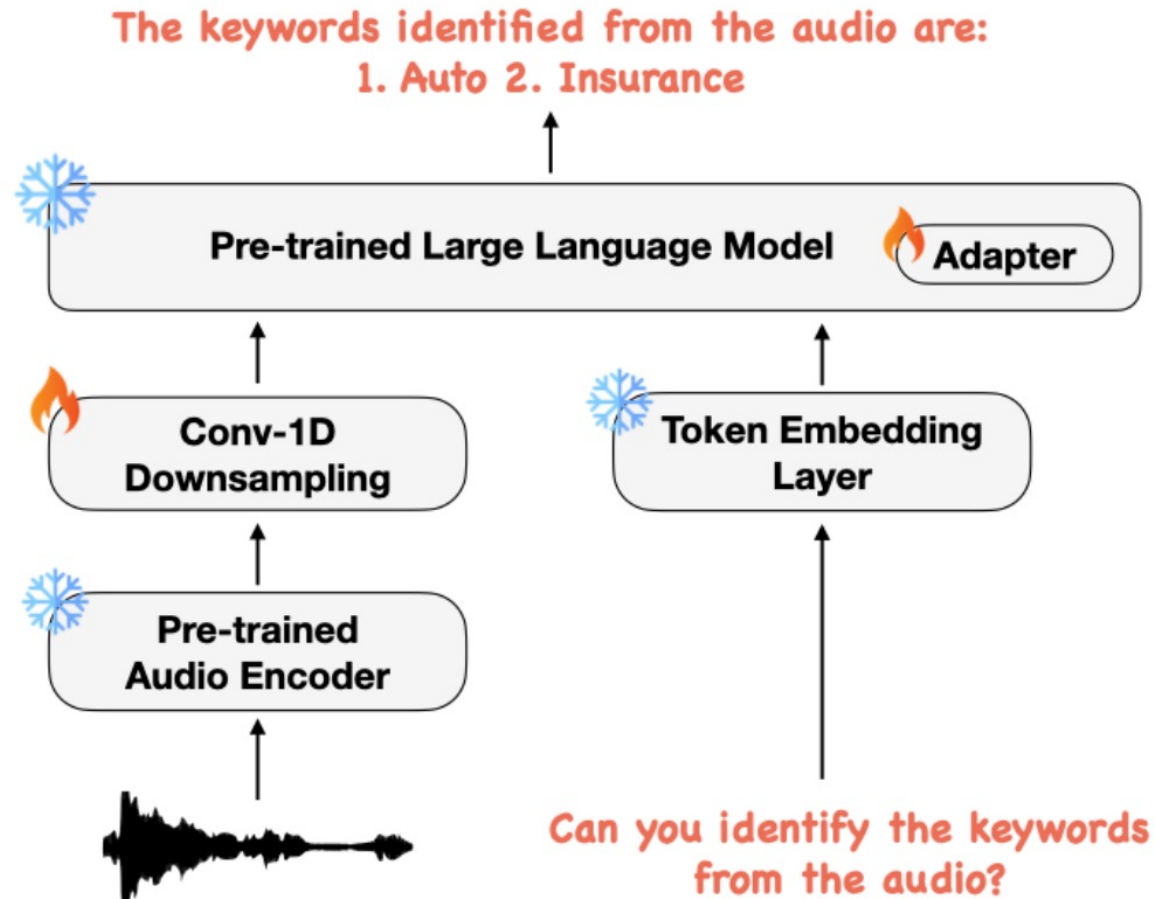 The keywords identified from the audio are:
1. Auto 2. Insurance
Pre-trained Large Language Model
Adapter
Conv-1D
Downsampling
Token Embedding
Layer
Pre-trained
Audio Encoder
Can you identify the keywords
from the audio?